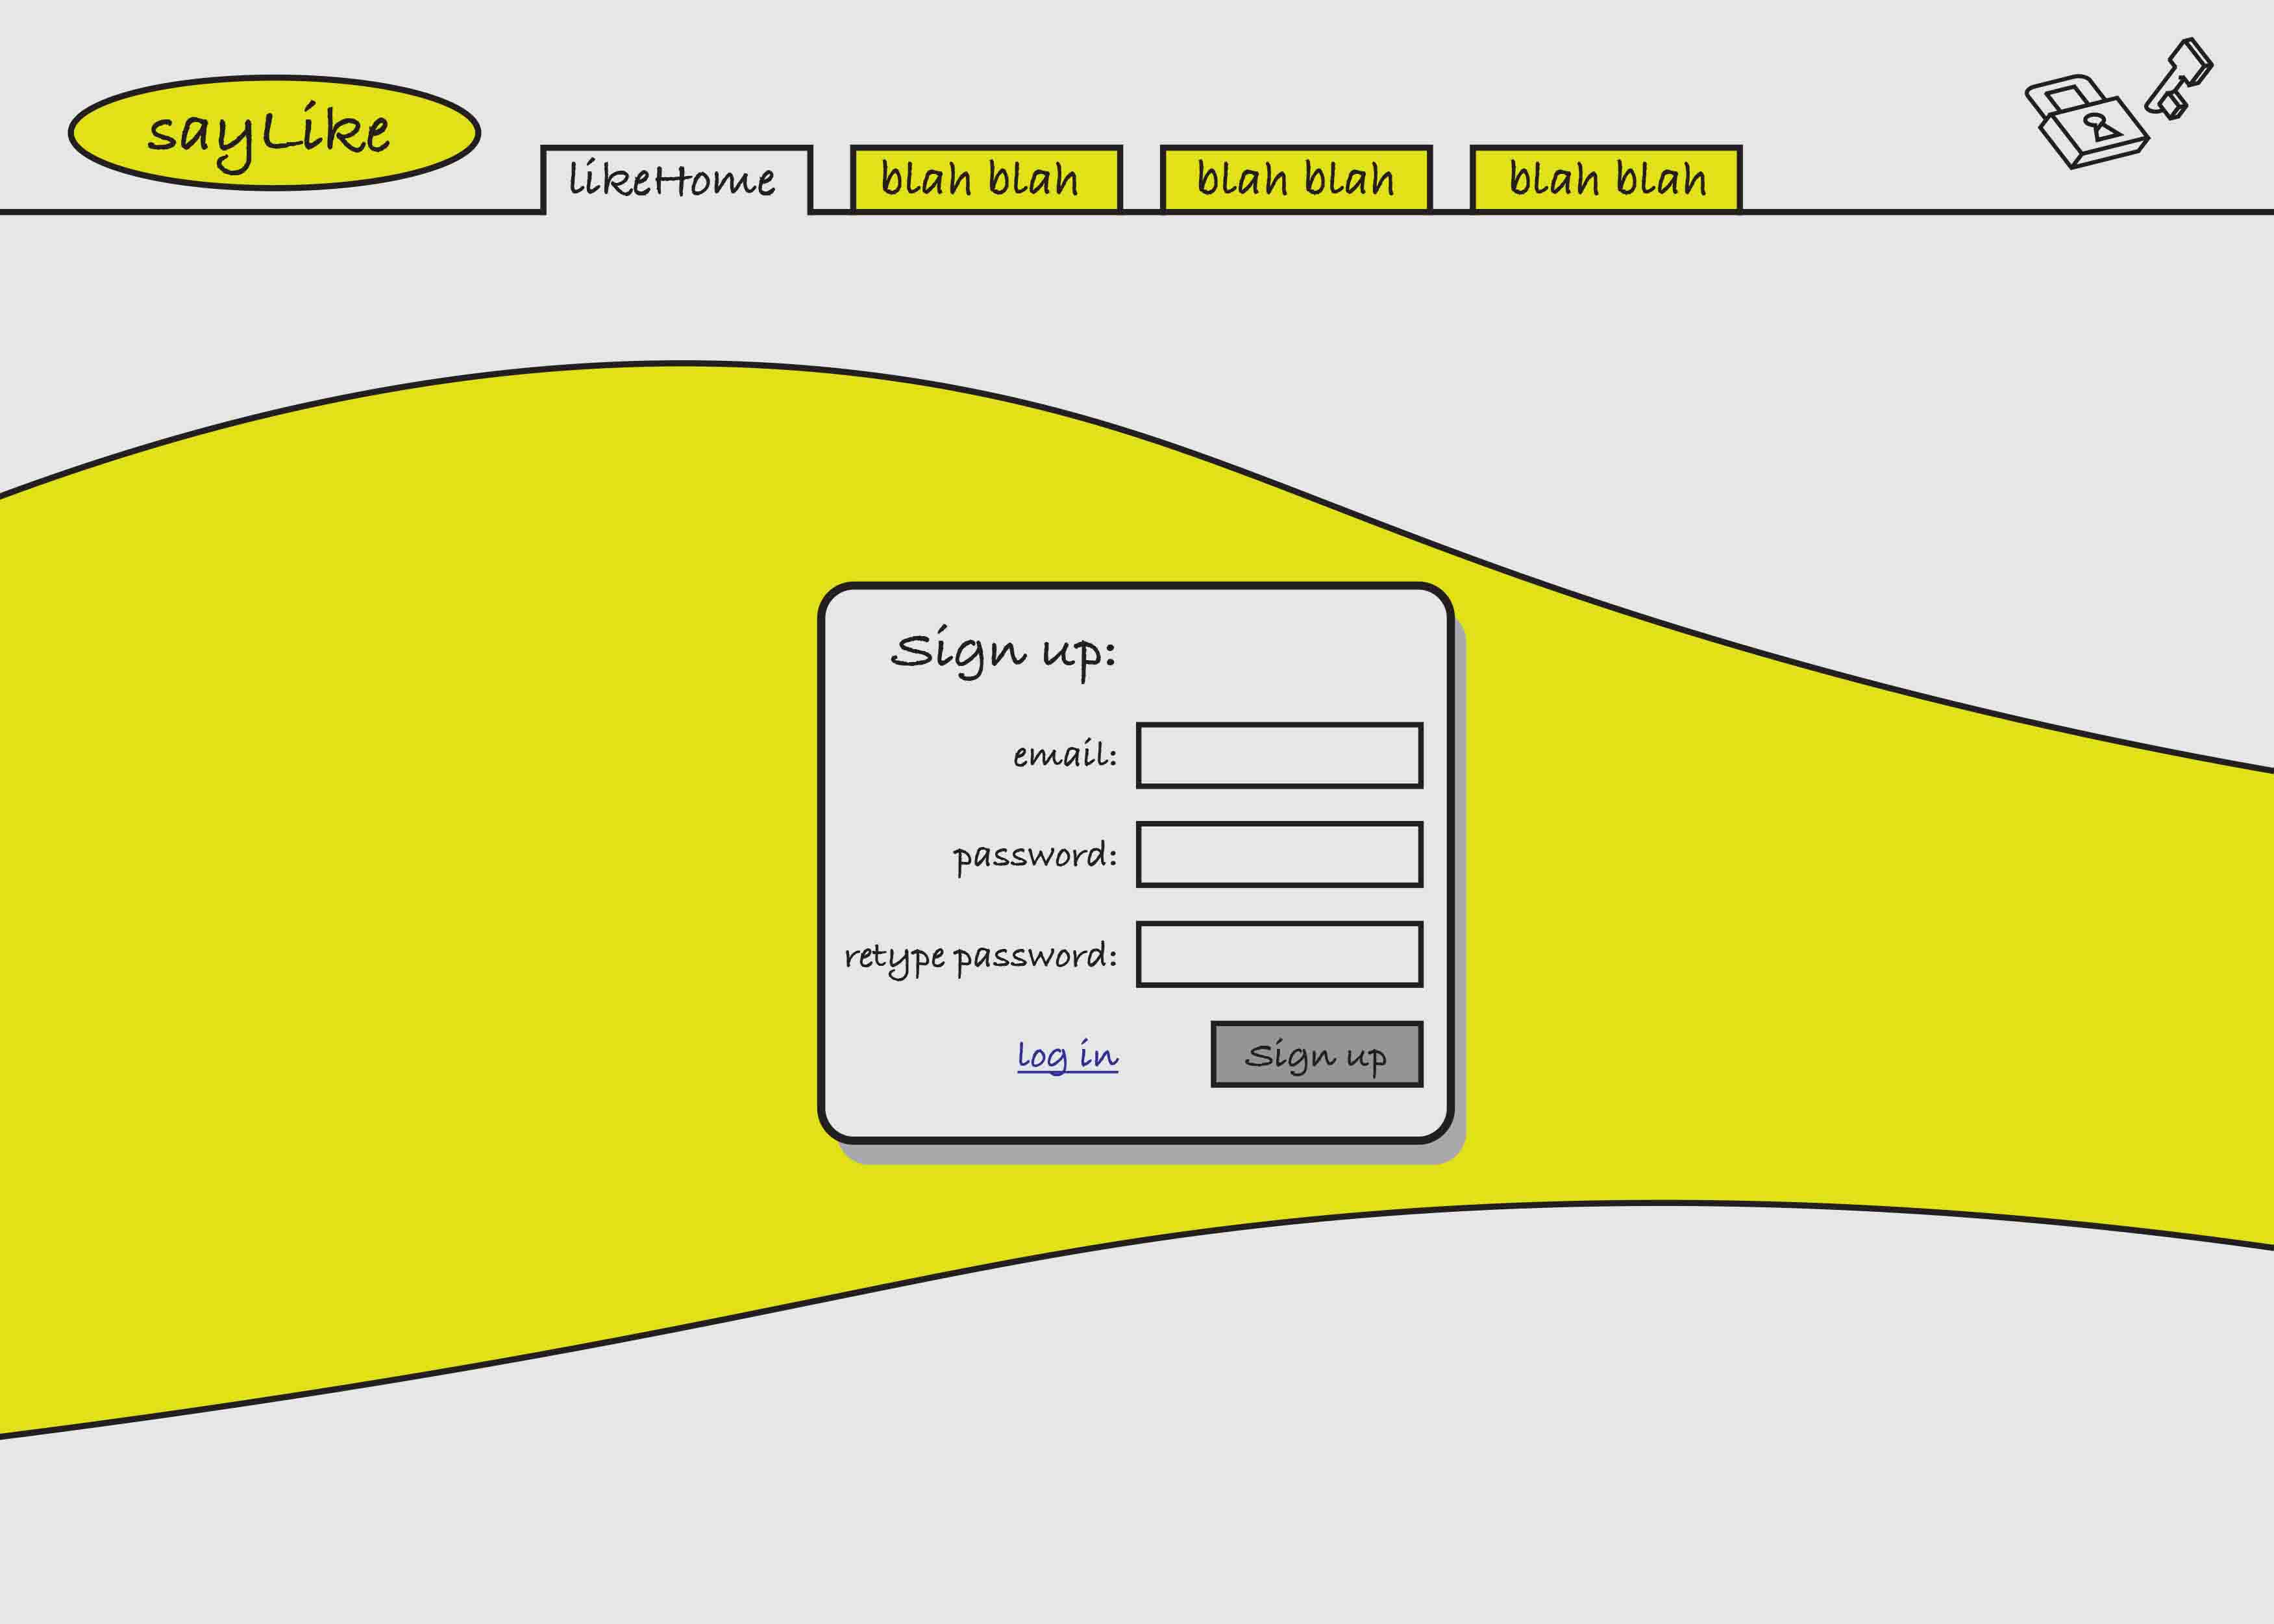 sayLike
likeHome
blah blah
blah blah
blah blah
Sign up:
email:
password:
retype password:
log in
Sign up